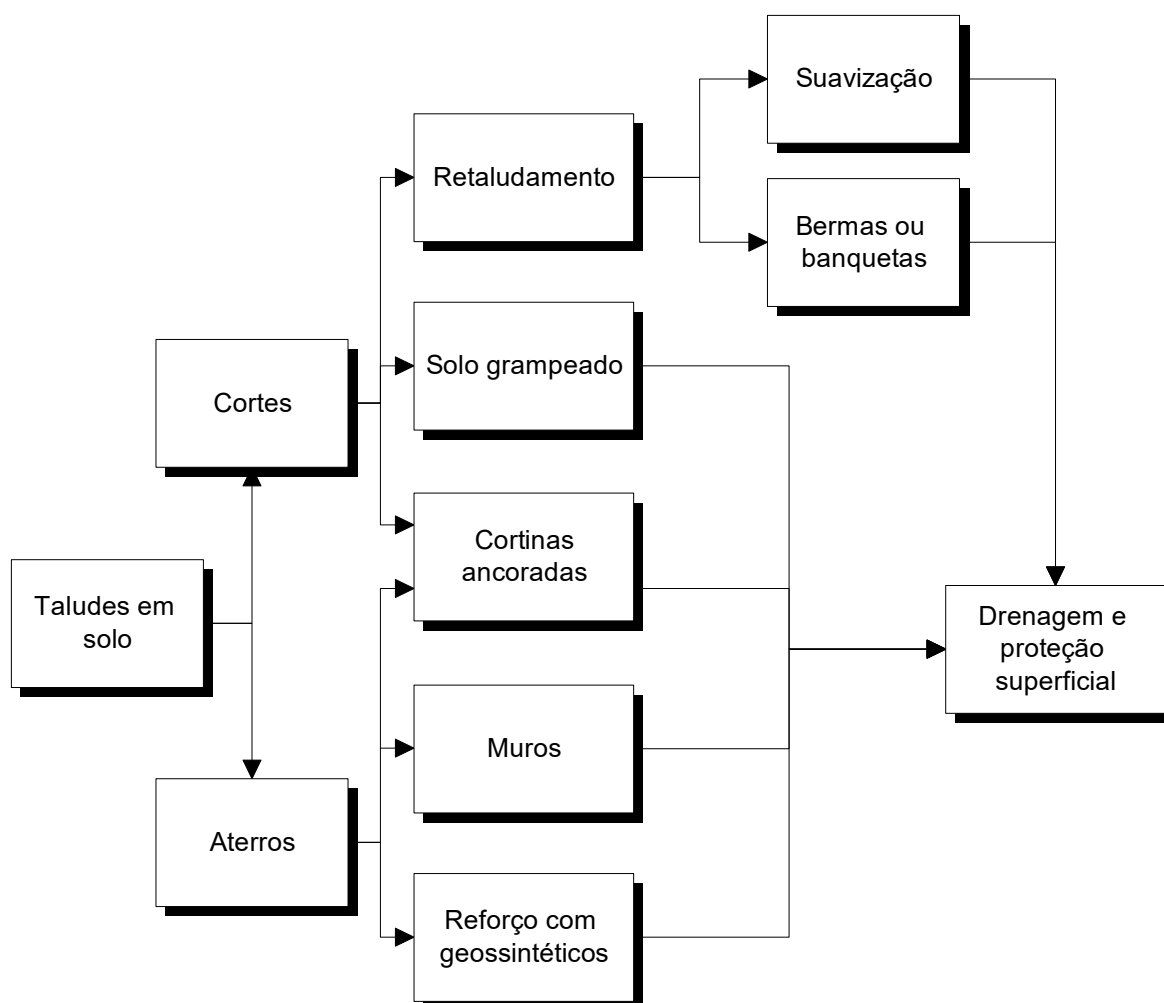 Suavização
Retaludamento
Bermas ou
banquetas
Solo grampeado
Cortes
Cortinas
ancoradas
Taludes em
solo
Drenagem e
proteção
superficial
Muros
Aterros
Reforço com
geossintéticos